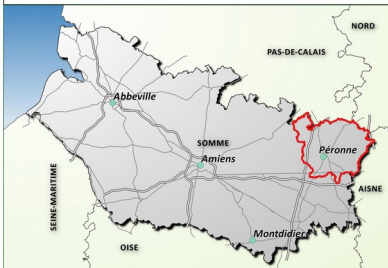 NORD
PAS-DE-CALAIS
Abbeville
SOMME
Péronne
Amiens
SEINE-MARITIME
AISNE
Montdidier
OISE